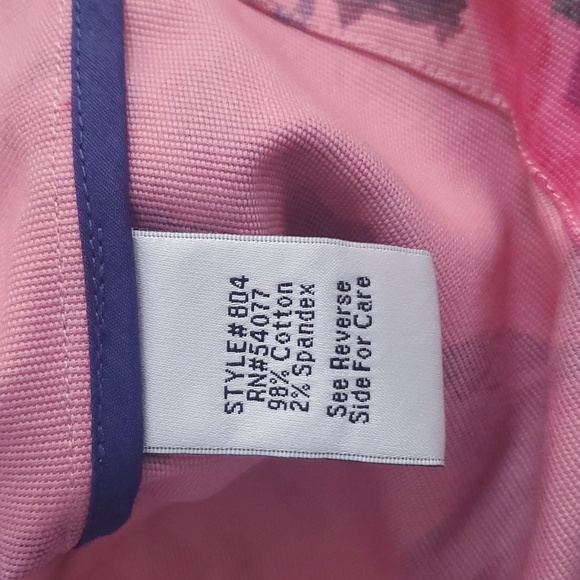 STYLE# 804
RN#54077
98% Cotton
2% Spandex
See Reverse
Side For Care